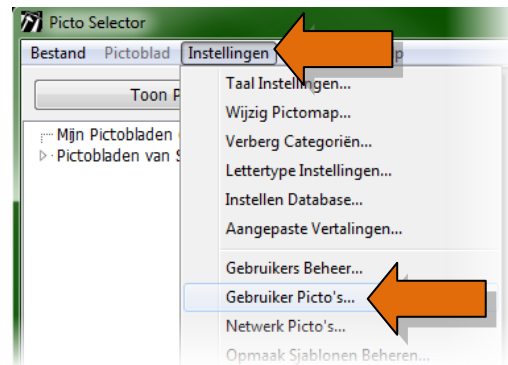 Picto Selector
Bestand Pictoblad Instellingen p
Toon P
Taal Instellingen...
Mijn Pictobladen
Wijzig Pictomap...
Pictobladen van S
Verberg Categoriën...
Lettertype Instellingen...
Instellen Database...
Aangepaste Vertalingen...
Gebruikers Beheer...
Gebruiker Picto's...
Netwerk Picto's...
Opmaak Sjablonen Beheren...